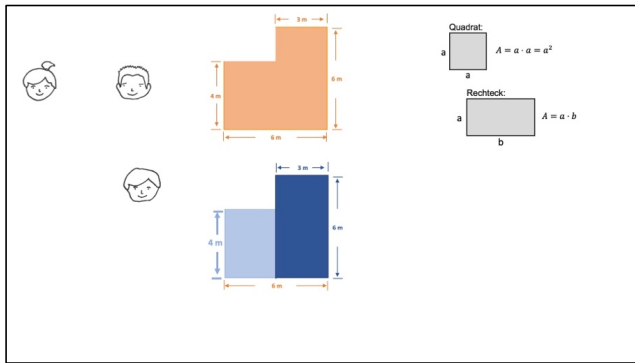 3 m
4 m
6 m
6 m
Quadrat:
a
A = a · a = a²
a
Rechteck:
a
A = a · b
b
3 m
4 m
6 m
6 m